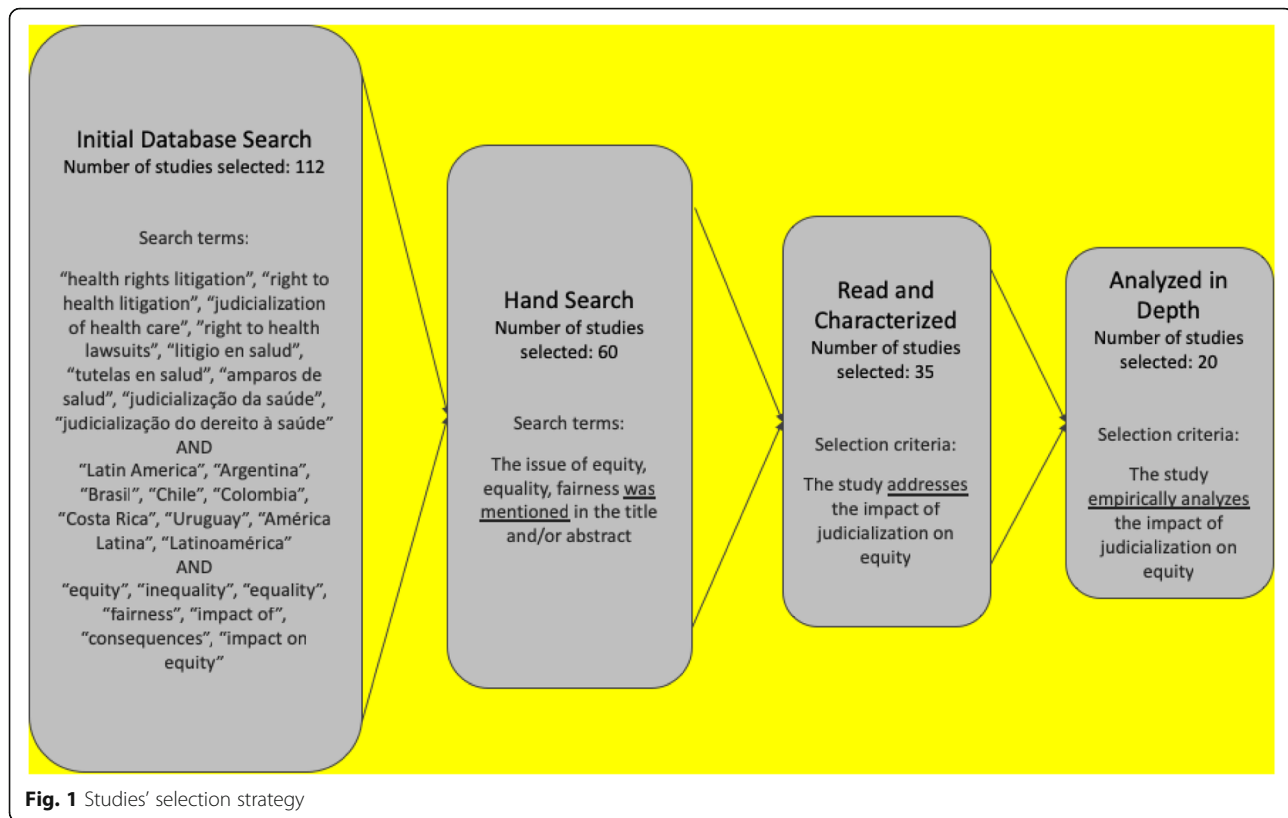 Initial Database Search
Number of studies selected: 112
Search terms:
“health rights litigation”, “right to
health litigation”, “judicialization
of health care”, “right to health
lawsuits”, “litigio en salud”,
“tutelas en salud”, “amparos de
salud”, “judicialização da saúde”,
“judicialização do dereito à saúde”
AND
“Latin America”, “Argentina”,
“Brasil”, “Chile”, “Colombia”,
“Costa Rica”, “Uruguay”, “América
Latina”, “Latinoamérica”
AND
“equity”, “inequality”, “equality”,
“fairness”, “impact of”,
“consequences”, “impact on
equity”
Hand Search
Number of studies
selected: 60
Search terms:
The issue of equity,
equality, fairness was
mentioned in the title
and/or abstract
Read and
Characterized
Number of studies
selected: 35
Selection criteria:
The study addresses
the impact of
judicialization on
equity
Analyzed in
Depth
Number of studies
selected: 20
Selection criteria:
The study
empirically analyzes
the impact of
judicialization on
equity
Fig. 1 Studies’ selection strategy